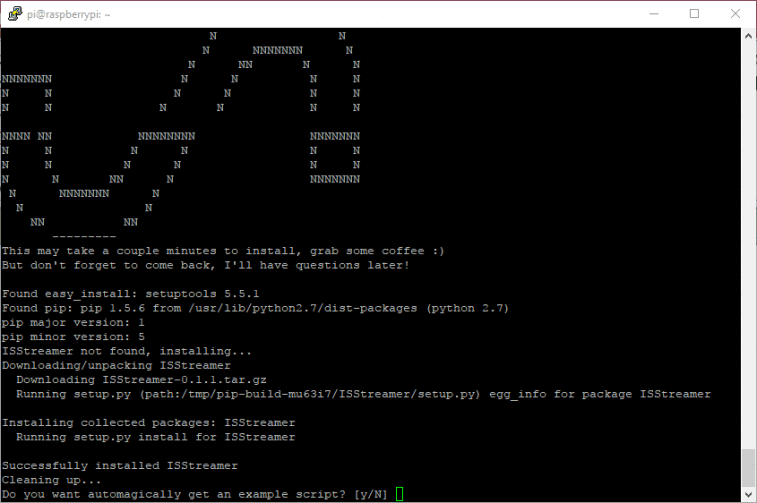 pi@raspberrypi: ~
N N
N NNNNNNN N
N NN N N
NNNNNNN N N N N
N N N N N N
N N N N N N
NNNN NN NNNNNNNN NNNNNNN
N N N N N N
N N N N N N
N N NN N NNNNNNN
N NNNNNNN N
N N
NN NN
---------
This may take a couple minutes to install, grab some coffee :)
But don't forget to come back, I'll have questions later!
Found easy_install: setuptools 5.5.1
Found pip: pip 1.5.6 from /usr/lib/python2.7/dist-packages (python 2.7)
pip major version: 1
pip minor version: 5
ISStreamer not found, installing...
Downloading/unpacking ISStreamer
  Downloading ISStreamer-0.1.1.tar.gz
  Running setup.py (path:/tmp/pip-build-mu63i7/ISStreamer/setup.py) egg_info for package ISStreamer
Installing collected packages: ISStreamer
  Running setup.py install for ISStreamer
Successfully installed ISStreamer
Cleaning up...
Do you want automagically get an example script? [y/N]